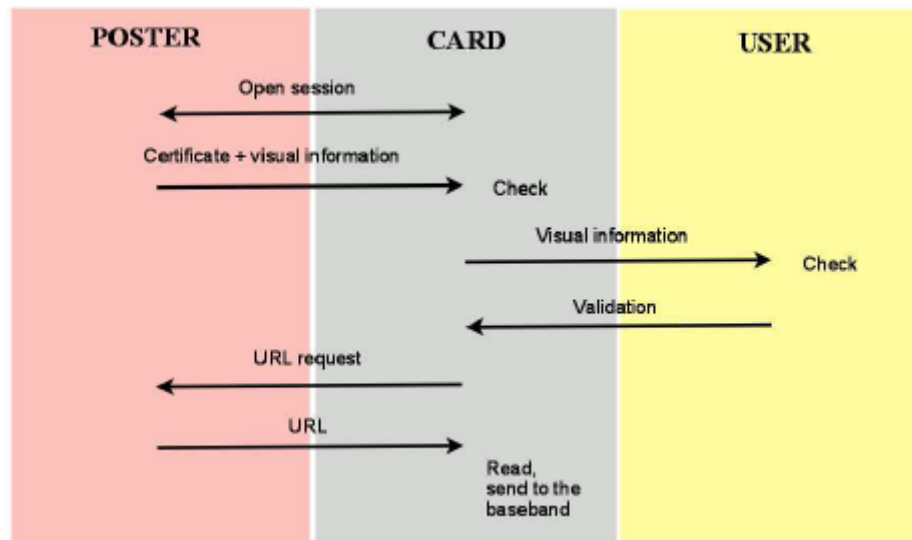 POSTER
CARD
USER
Open session
Certificate + visual information
Check
Visual information
Check
Validation
URL request
URL
Read,
send to the
baseband